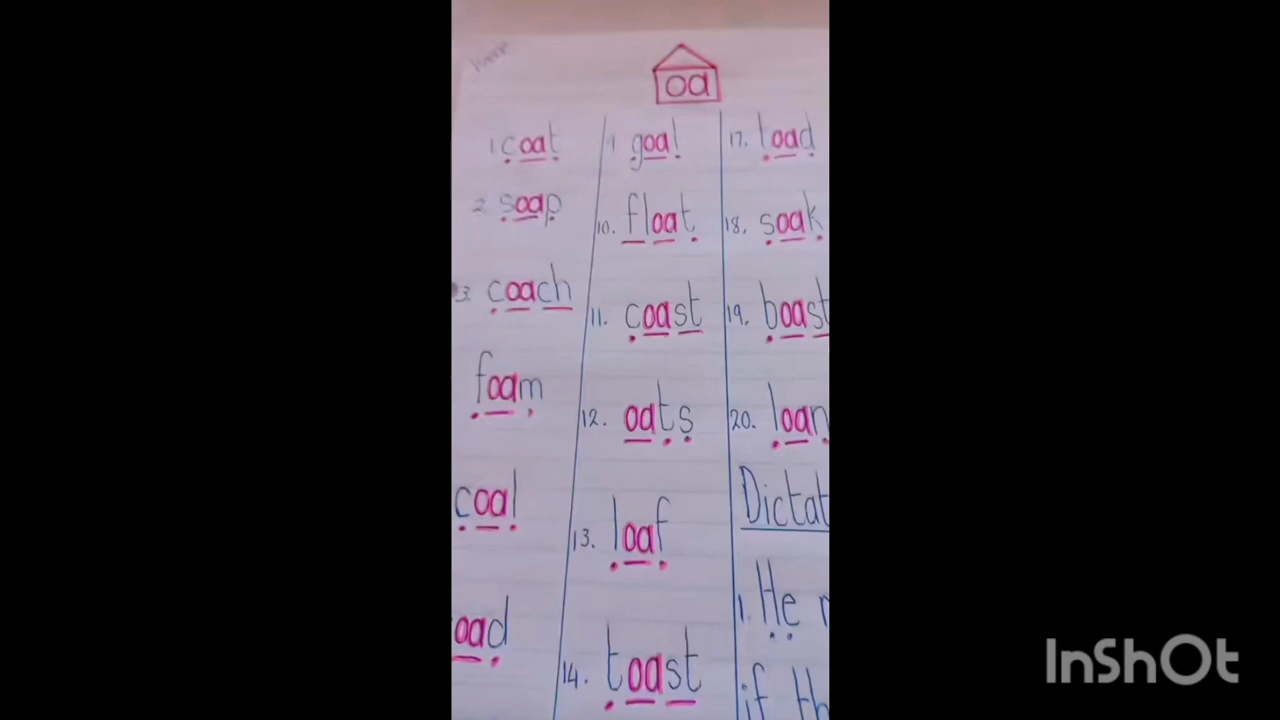 oa
1. coat
2. soap
3. coach
foam
coal
oad
goal
10. float
11. coast
12. oats
13. loaf
14. toast
17. load
18. soak
19. boast
20. loan
Dictat
1. He
if th
InShOt